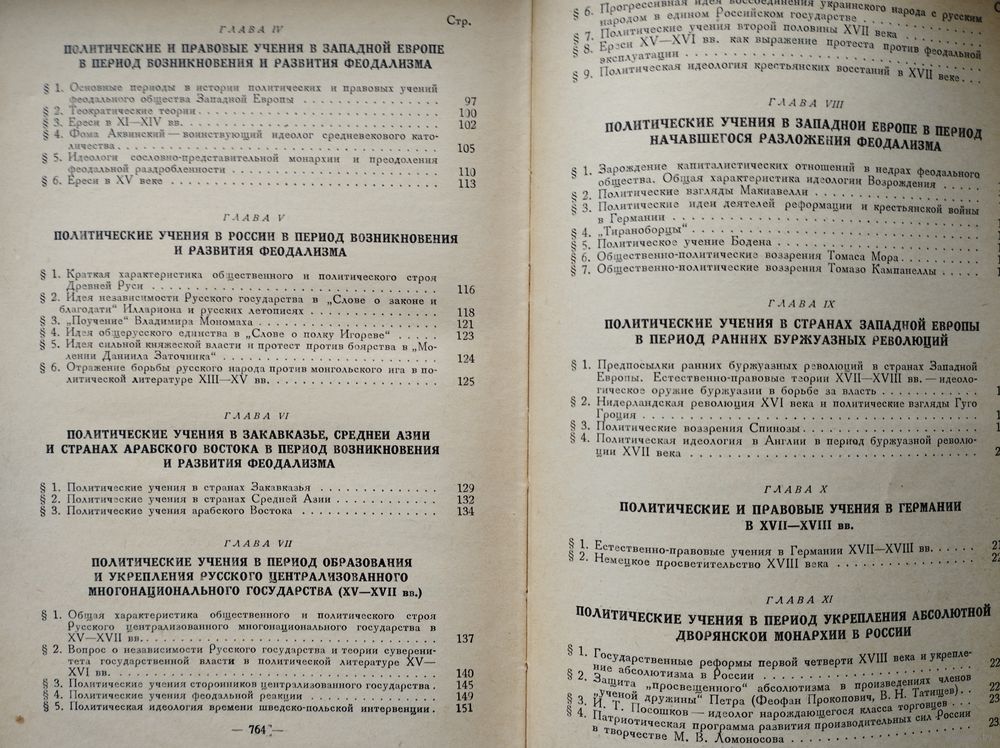 Стр.
ГЛАВА IV
ПОЛИТИЧЕСКИЕ И ПРАВОВЫЕ УЧЕНИЯ В ЗАПАДНОЙ ЕВРОПЕ
В ПЕРИОД ВОЗНИКНОВЕНИЯ И РАЗВИТИЯ ФЕОДАЛИЗМА
§ 1. Основные периоды в истории политических и правовых учений
феодального общества Западной Европы . . . . . . . . . . . 97
§ 2. Теократические теории . . . . . . . . . . . 100
§ 3. Ереси в XI—XIV вв. . . . . . . . . . . . 102
§ 4. Фома Аквинский — воинствующий идеолог средневекового като-
личества . . . . . . . . . . . 105
§ 5. Идеологи сословно-представительной монархии и преодоления
феодальной раздробленности . . . . . . . . . . . 110
§ 6. Ереси в XV веке . . . . . . . . . . . 113
ГЛАВА V
ПОЛИТИЧЕСКИЕ УЧЕНИЯ В РОССИИ В ПЕРИОД ВОЗНИКНОВЕНИЯ
И РАЗВИТИЯ ФЕОДАЛИЗМА
§ 1. Краткая характеристика общественного и политического строя
Древней Руси . . . . . . . . . . . 116
§ 2. Идея независимости Русского государства в „Слове о законе и
благодати“ Иллариона и русских летописях . . . . . . . 118
§ 3. „Поучение“ Владимира Мономаха . . . . . . . . . . . 121
§ 4. Идея общерусского единства в „Слове о полку Игореве“ . . . . . 123
§ 5. Идея сильной княжеской власти и протест против боярства в „Мо-
лении Даниила Заточника“ . . . . . . . . . . . 124
§ 6. Отражение борьбы русского народа против монгольского ига в по-
литической литературе XIII—XV вв. . . . . . . . . . . . 125
ГЛАВА VI
ПОЛИТИЧЕСКИЕ УЧЕНИЯ В ЗАКАВКАЗЬЕ, СРЕДНЕЙ АЗИИ
И СТРАНАХ АРАБСКОГО ВОСТОКА В ПЕРИОД ВОЗНИКНОВЕНИЯ
И РАЗВИТИЯ ФЕОДАЛИЗМА
§ 1. Политические учения в странах Закавказья . . . . . . . . . . . 129
§ 2. Политические учения в странах Средней Азии . . . . . . . . . 132
§ 3. Политические учения арабского Востока . . . . . . . . . . . 134
ГЛАВА VII
ПОЛИТИЧЕСКИЕ УЧЕНИЯ В ПЕРИОД ОБРАЗОВАНИЯ
И УКРЕПЛЕНИЯ РУССКОГО ЦЕНТРАЛИЗОВАННОГО
МНОГОНАЦИОНАЛЬНОГО ГОСУДАРСТВА (XV—XVII вв.)
§ 1. Общая характеристика общественного и политического строя
Русского централизованного многонационального государства в
XV—XVII вв. . . . . . . . . . . . 137
§ 2. Вопрос о независимости Русского государства и теории суверени-
тета государственной власти в политической литературе XV—
XVI вв. . . . . . . . . . . . 140
§ 3. Политические учения сторонников централизованного государства . 145
§ 4. Политические учения феодальной реакции . . . . . . . . . . . 149
§ 5. Политическая идеология времени шведско-польской интервенции . 151
— 764 —
§ 6. Прогрессивная идея воссоединения украинского народа с русским
народом в едином Российском государстве . . . . . . .
§ 7. Политические учения второй половины XVII века . . . . . . .
§ 8. Ереси XV—XVI вв. как выражение протеста против феодальной
эксплуатации . . . . . . . . . . .
§ 9. Политическая идеология крестьянских восстаний в XVII веке . . .
ГЛАВА VIII
ПОЛИТИЧЕСКИЕ УЧЕНИЯ В ЗАПАДНОЙ ЕВРОПЕ В ПЕРИОД
НАЧАВШЕГОСЯ РАЗЛОЖЕНИЯ ФЕОДАЛИЗМА
§ 1. Зарождение капиталистических отношений в недрах феодального
общества. Общая характеристика идеологии Возрождения . . . . .
§ 2. Политические взгляды Макиавелли . . . . . . . . . . .
§ 3. Политические идеи деятелей реформации и крестьянской войны
в Германии . . . . . . . . . . .
§ 4. „Тираноборцы“ . . . . . . . . . . .
§ 5. Политическое учение Бодена . . . . . . . . . . .
§ 6. Общественно-политические воззрения Томаса Мора . . . . . . .
§ 7. Общественно-политические воззрения Томазо Кампанеллы . . . . .
ГЛАВА IX
ПОЛИТИЧЕСКИЕ УЧЕНИЯ В СТРАНАХ ЗАПАДНОЙ ЕВРОПЫ
В ПЕРИОД РАННИХ БУРЖУАЗНЫХ РЕВОЛЮЦИЙ
§ 1. Предпосылки ранних буржуазных революций в странах Западной
Европы. Естественно-правовые теории XVII—XVIII вв. — идеоло-
гическое оружие буржуазии в борьбе за власть . . . . . . .
§ 2. Нидерландская революция XVI века и политические взгляды Гуго
Гроция . . . . . . . . . . .
§ 3. Политические воззрения Спинозы . . . . . . . . . . .
§ 4. Политическая идеология в Англии в период буржуазной револю-
ции XVII века . . . . . . . . . . .
ГЛАВА X
ПОЛИТИЧЕСКИЕ И ПРАВОВЫЕ УЧЕНИЯ В ГЕРМАНИИ
В XVII—XVIII вв.
§ 1. Естественно-правовые учения в Германии XVII—XVIII вв. . . . . .
§ 2. Немецкое просветительство XVIII века . . . . . . . . . . .
ГЛАВА XI
ПОЛИТИЧЕСКИЕ УЧЕНИЯ В ПЕРИОД УКРЕПЛЕНИЯ АБСОЛЮТНОЙ
ДВОРЯНСКОЙ МОНАРХИИ В РОССИИ
§ 1. Государственные реформы первой четверти XVIII века и укрепле-
ние абсолютизма в России . . . . . . . . . . .
§ 2. Защита „просвещенного“ абсолютизма в произведениях членов
„ученой дружины“ Петра (Феофан Прокопович, В. Н. Татищев) . .
§ 3. И. Т. Посошков — идеолог нарождающегося класса торговцев . . .
§ 4. Патриотическая программа развития производительных сил России
в творчестве М. В. Ломоносова . . . . . . . . . . .